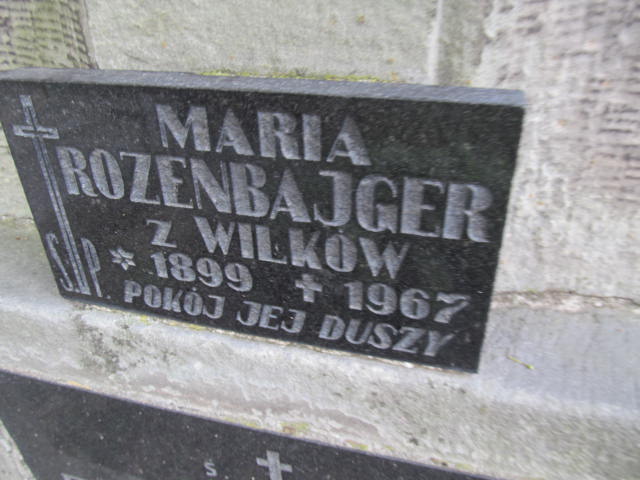 MARIA
ROZENBAJGER
Z WILKÓW
* 1899 ✝ 1967
Ś.P.
POKÓJ JEJ DUSZY
Ś.